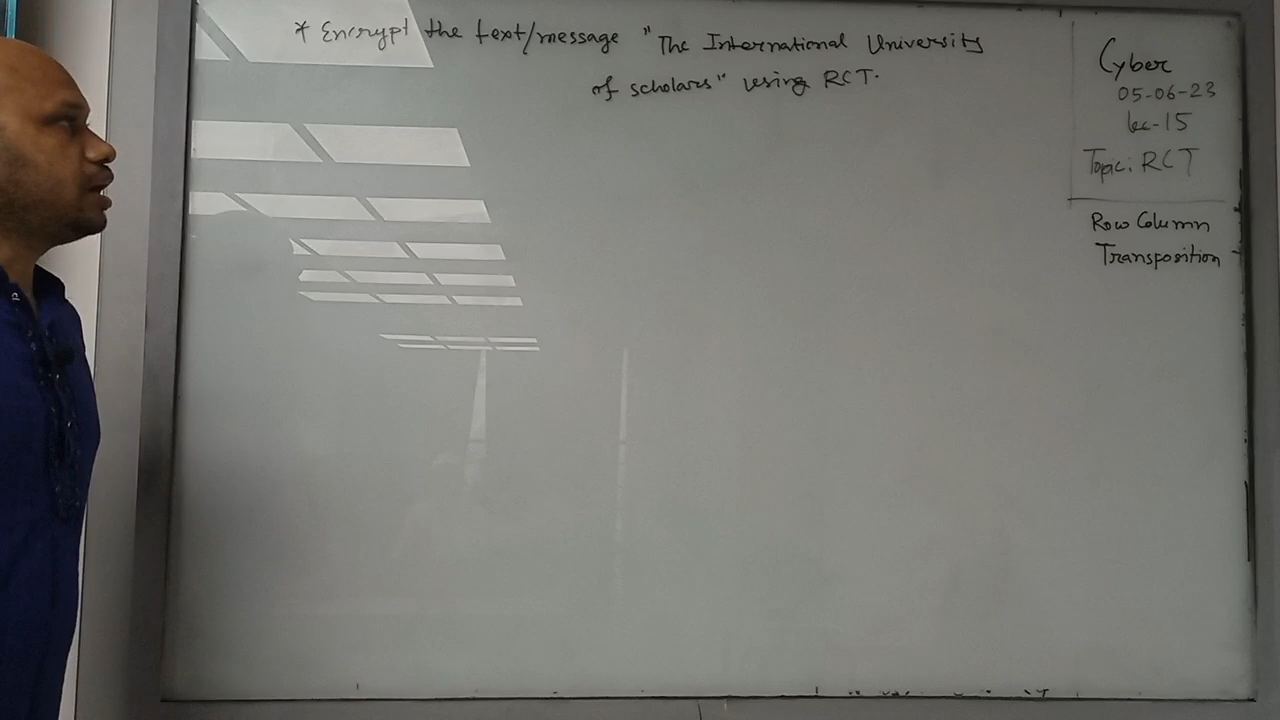 * Encrypt the text/message "The International University
of scholars" using RCT.
Cyber
05-06-23
Lec-15
Topic: RCT
Row Column
Transposition